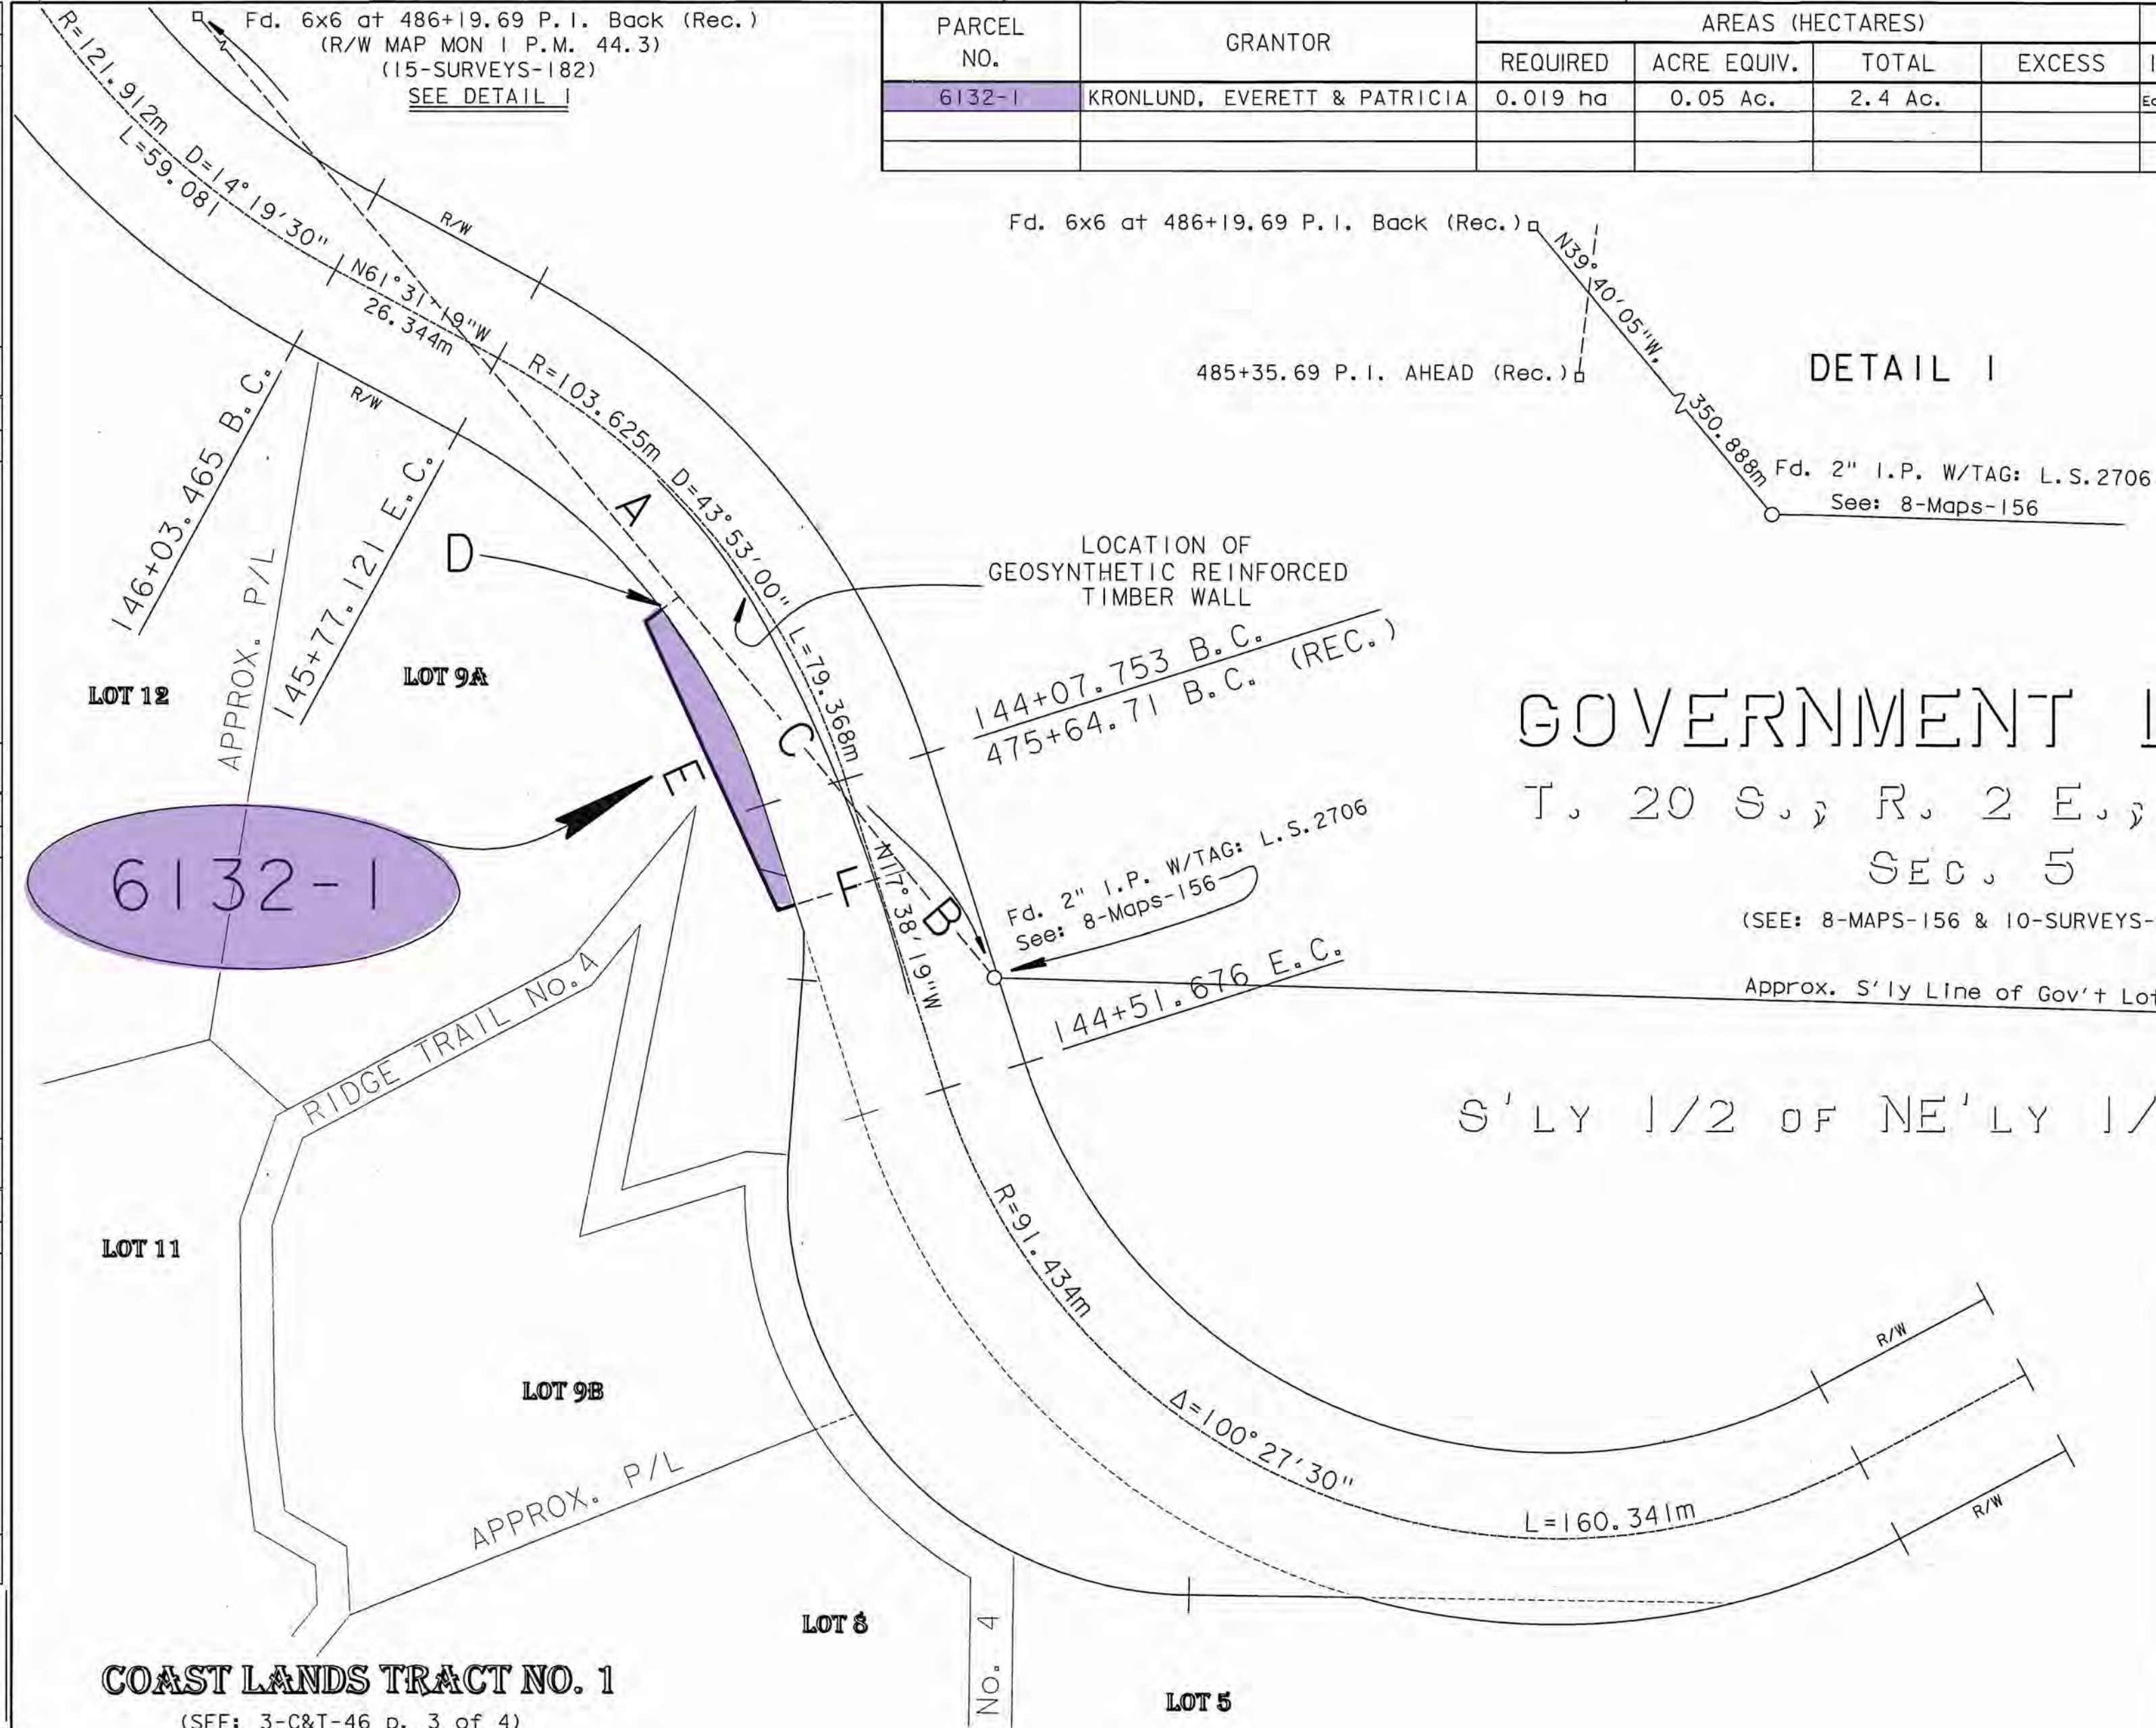 Fd. 6x6 at 486+19.69 P.I. Back (Rec.)
(R/W MAP MON 1 P.M. 44.3)
(15-SURVEYS-182)
SEE DETAIL 1
PARCEL NO.
GRANTOR
AREAS (HECTARES)
REQUIRED
ACRE EQUIV.
TOTAL
EXCESS
6132-1
KRONLUND, EVERETT & PATRICIA
0.019 ha
0.05 Ac.
2.4 Ac.
R=121.912m D=14°19'30"
L=59.081
R/W
N61°31'19"W
26.344m
R/W
Fd. 6x6 at 486+19.69 P.I. Back (Rec.)
485+35.69 P.I. AHEAD (Rec.)
N39°40'05"W.
350.888m
DETAIL 1
Fd. 2" I.P. W/TAG: L.S.2706
See: 8-Maps-156
146+03.465 B.C.
APPROX. P/L
145+77.121 E.C.
R=103.625m D=43°53'00" L=79.368m
A
D
LOCATION OF
GEOSYNTHETIC REINFORCED
TIMBER WALL
144+07.753 B.C.
475+64.71 B.C. (REC.)
LOT 12
LOT 9A
C
E
F
B
6132-1
N17°38'19"W
Fd. 2" I.P. W/TAG: L.S.2706
See: 8-Maps-156
144+51.676 E.C.
GOVERNMENT
T. 20 S., R. 2 E.,
SEC. 5
(SEE: 8-MAPS-156 & 10-SURVEYS-
Approx. S'ly Line of Gov't Lot
S'LY 1/2 OF NE'LY 1/
RIDGE TRAIL No. 4
LOT 11
R=91.434m
Δ=100°27'30"
L=160.341m
R/W
R/W
LOT 9B
APPROX. P/L
LOT 8
No. 4
LOT 5
COAST LANDS TRACT NO. 1
(SEE: 3-C&T-46 p. 3 of 4)